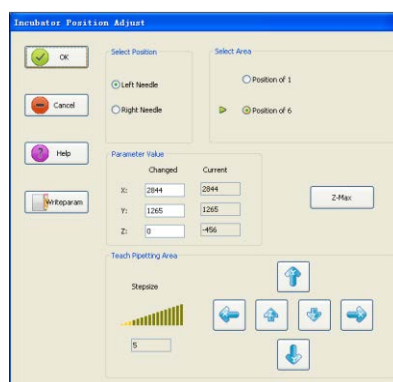 Incubator Position Adjust
OK
Cancel
Help
Writeparam
Select Position
Left Needle
Right Needle
Select Area
Position of 1
Position of 6
Parameter Value
Changed Current
X: 2844 2844
Y: 1265 1265
Z: 0 -456
Z-Max
Teach Pipetting Area
Stepsize
5